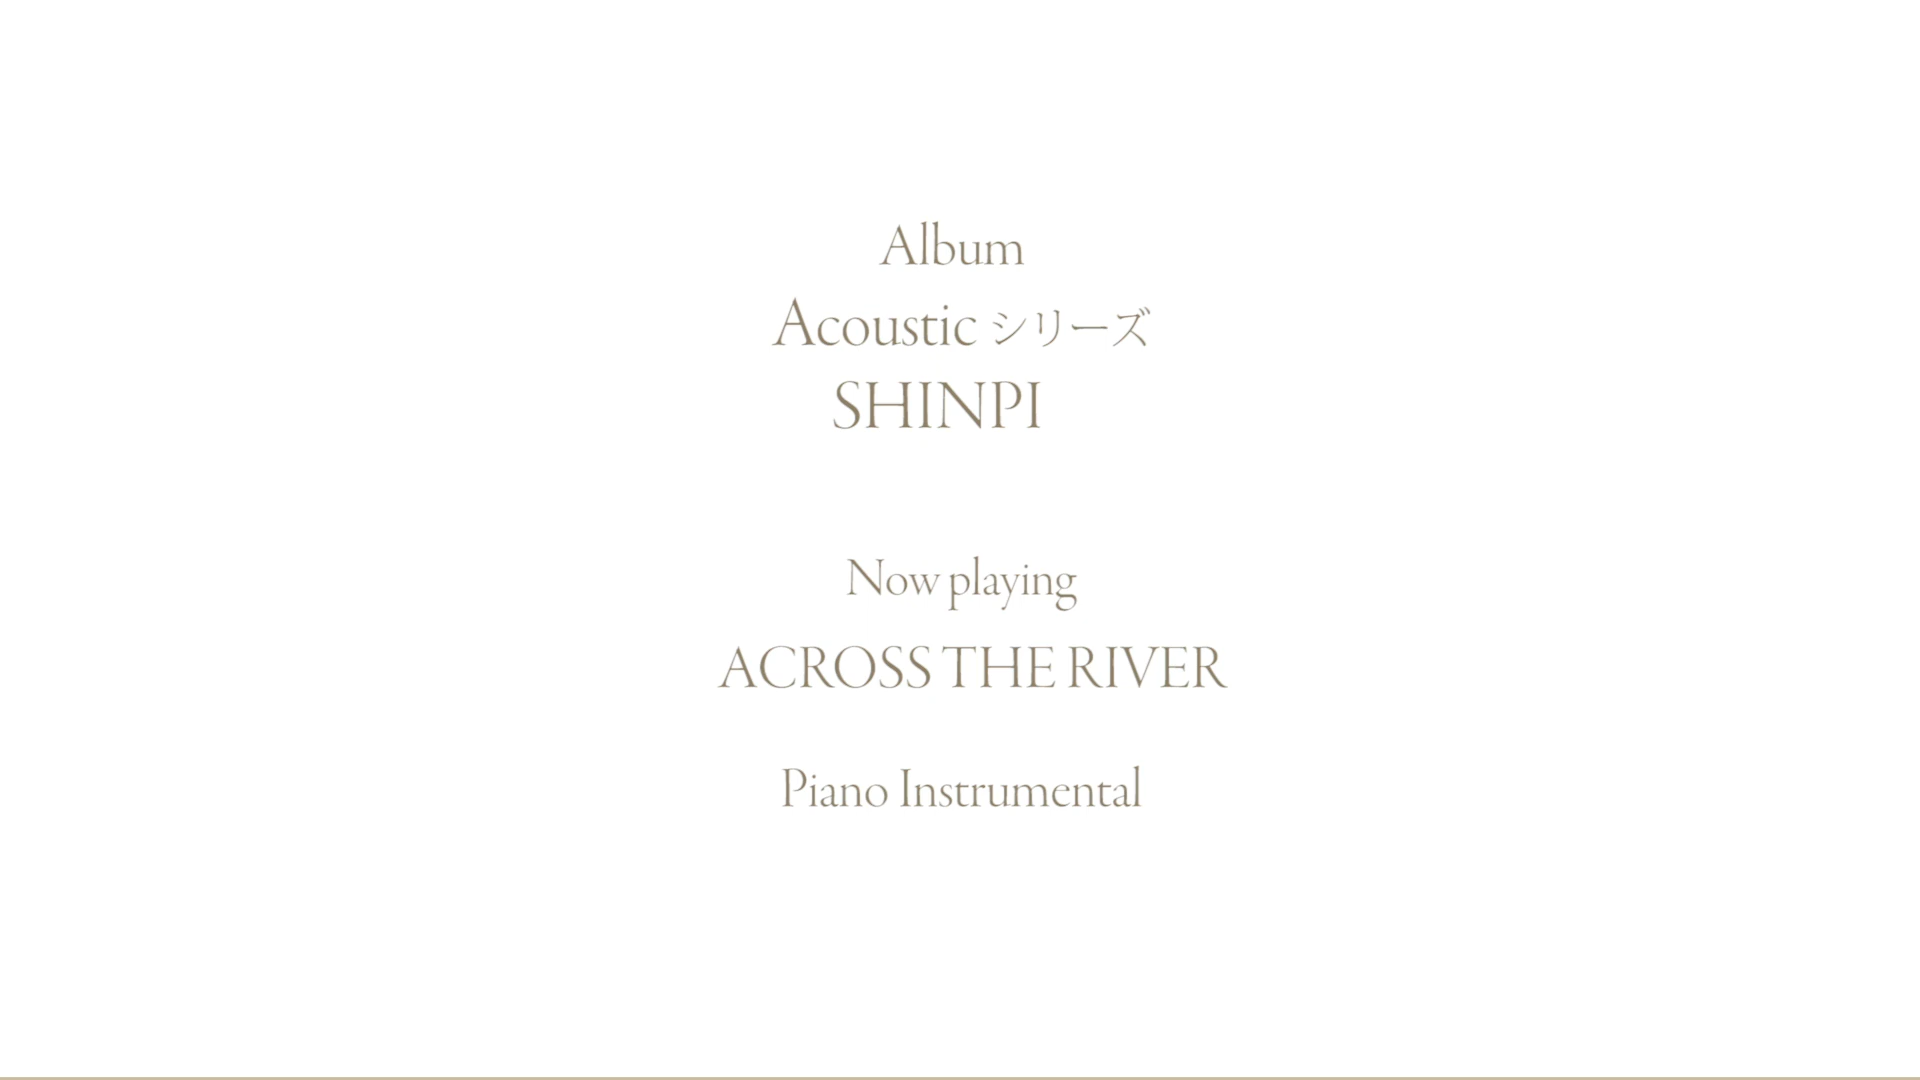 Album
Acoustic シリーズ
SHINPI
Now playing
ACROSS THE RIVER
Piano Instrumental